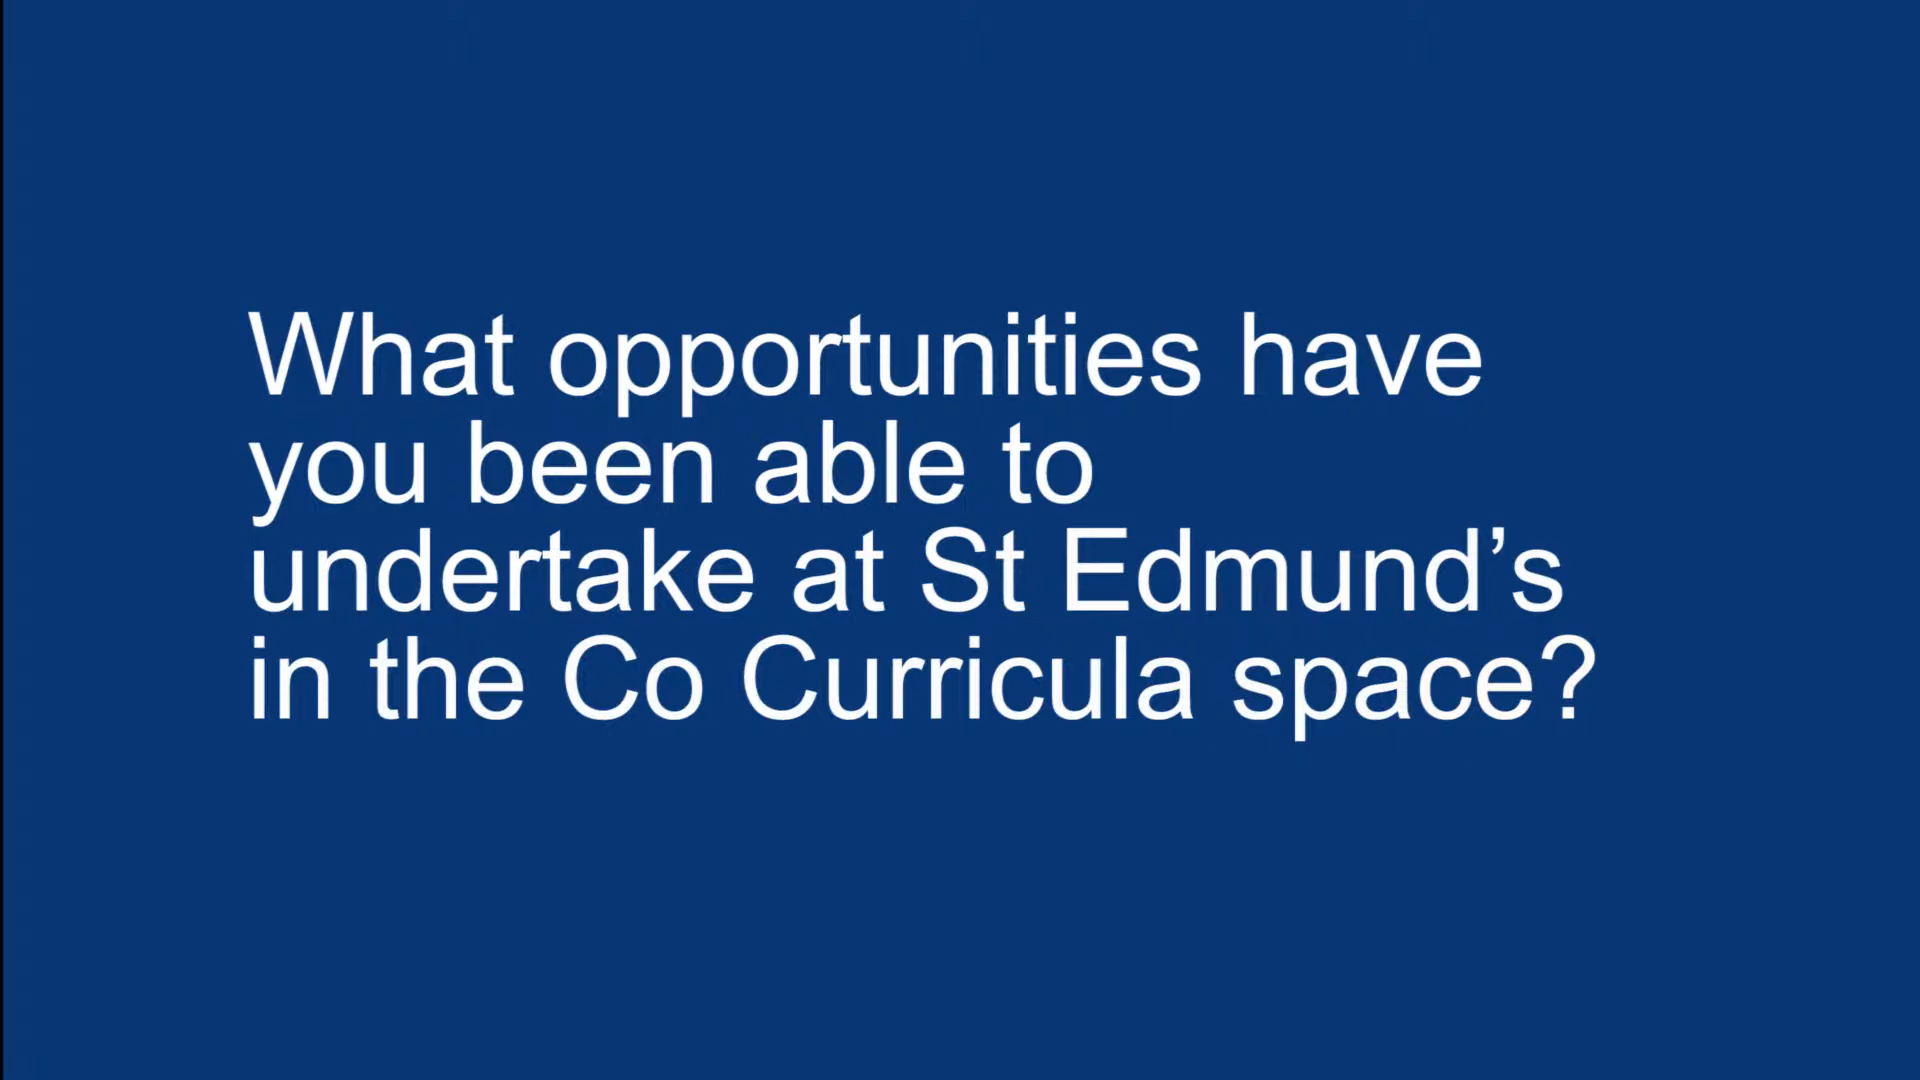 What opportunities have
you been able to
undertake at St Edmund’s
in the Co Curricula space?